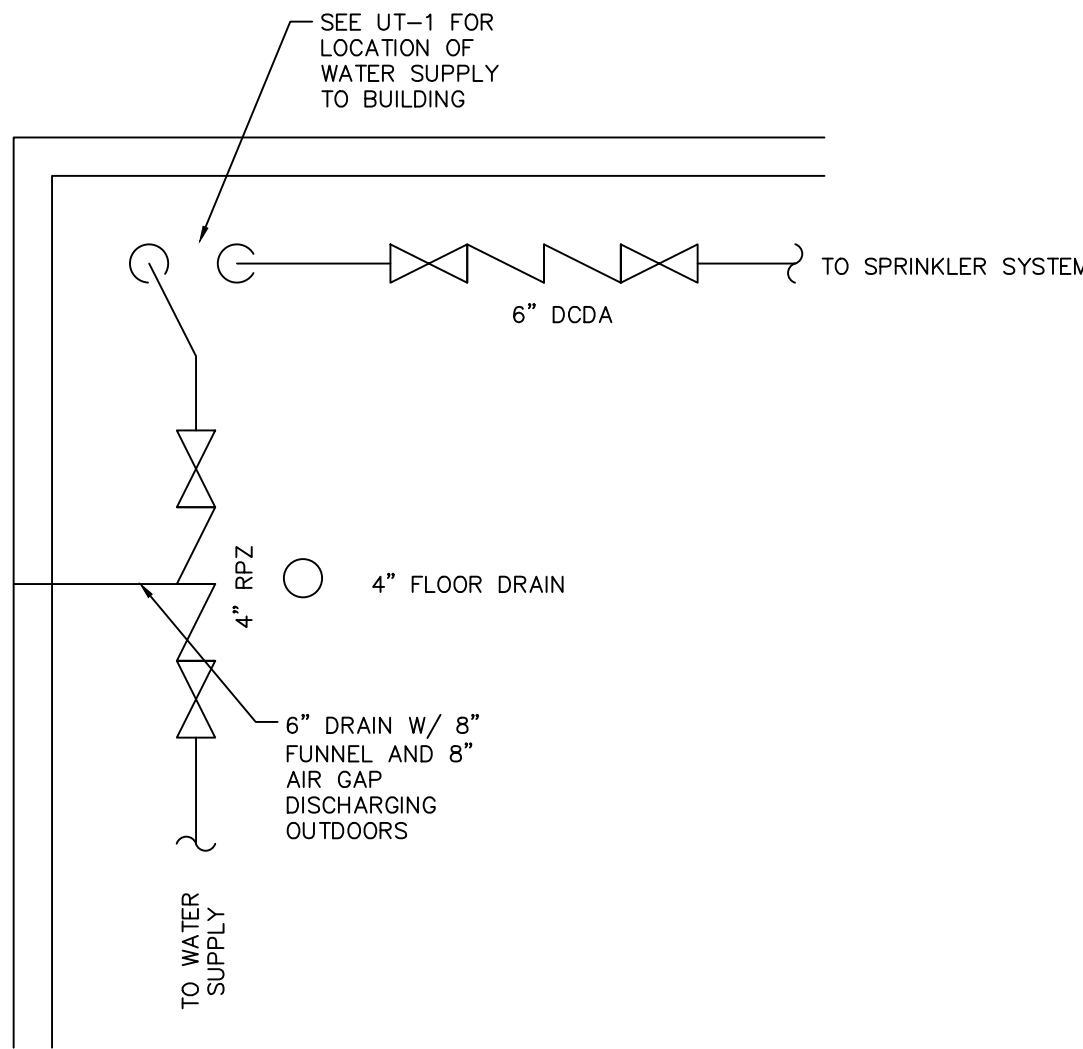 SEE UT-1 FOR
LOCATION OF
WATER SUPPLY
TO BUILDING
TO SPRINKLER SYSTEM
6” DCDA
4” RPZ
4” FLOOR DRAIN
6” DRAIN W/ 8”
FUNNEL AND 8”
AIR GAP
DISCHARGING
OUTDOORS
TO WATER
SUPPLY